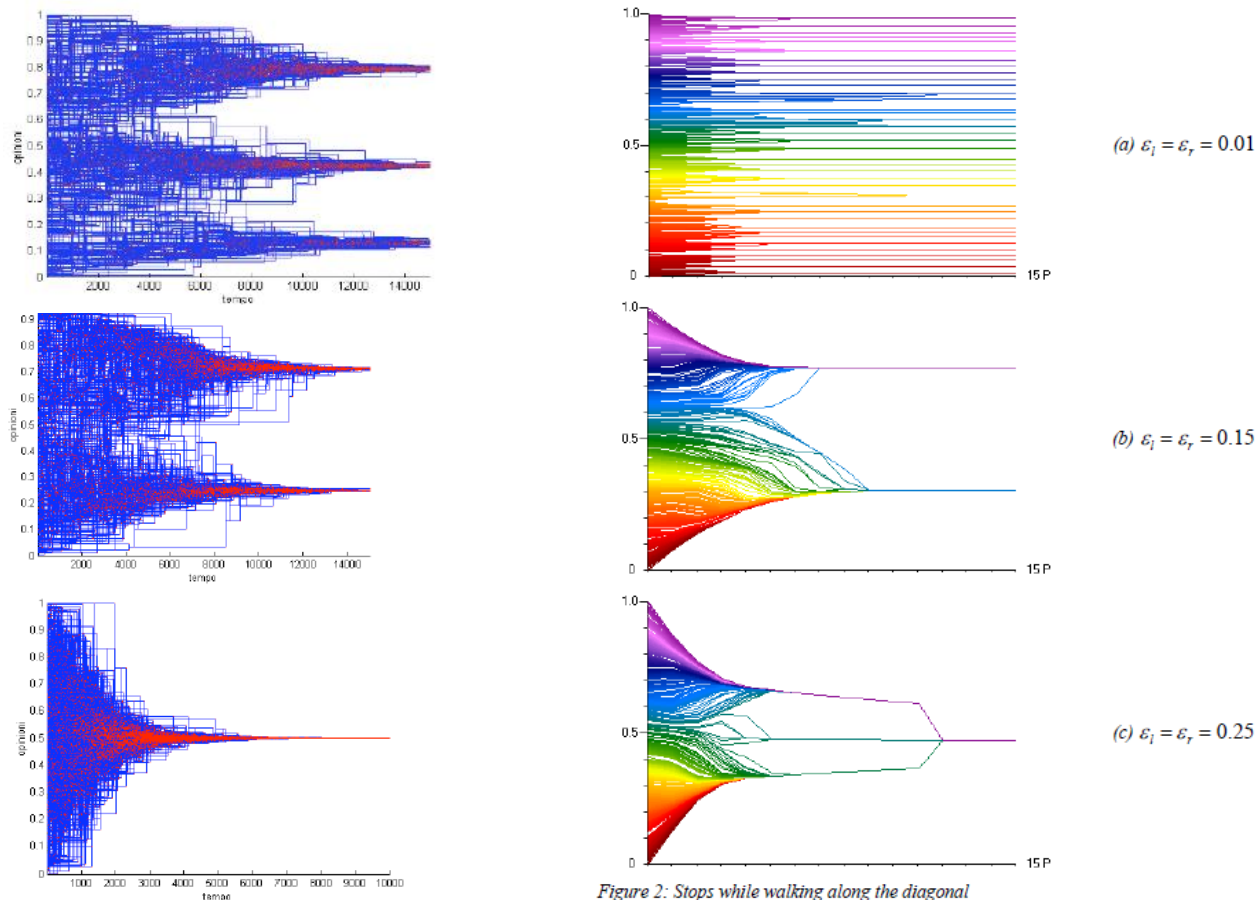 1
0.9
0.8
0.7
0.6
0.5
0.4
0.3
0.2
0.1
0
opinioni
2000 4000 6000 8000 10000 12000 14000
tempo
1.0
0.5
0
15 P
(a) εl = εr = 0.01
0.9
0.8
0.7
0.6
0.5
0.4
0.3
0.2
0.1
0
opinioni
2000 4000 6000 8000 10000 12000 14000
tempo
1.0
0.5
0
15 P
(b) εl = εr = 0.15
1
0.9
0.8
0.7
0.6
0.5
0.4
0.3
0.2
0.1
0
opinioni
1000 2000 3000 4000 5000 6000 7000 8000 9000 10000
tempo
1.0
0.5
0
15 P
(c) εl = εr = 0.25
Figure 2: Stops while walking along the diagonal